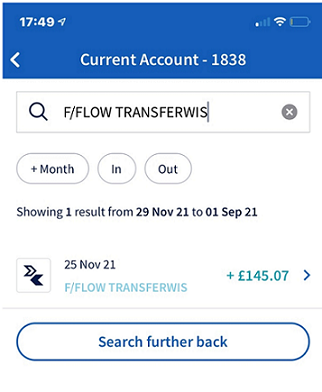 17:49
Current Account - 1838
F/FLOW TRANSFERWIS
+ Month In Out
Showing 1 result from 29 Nov 21 to 01 Sep 21
25 Nov 21
+ £145.07
F/FLOW TRANSFERWIS
Search further back